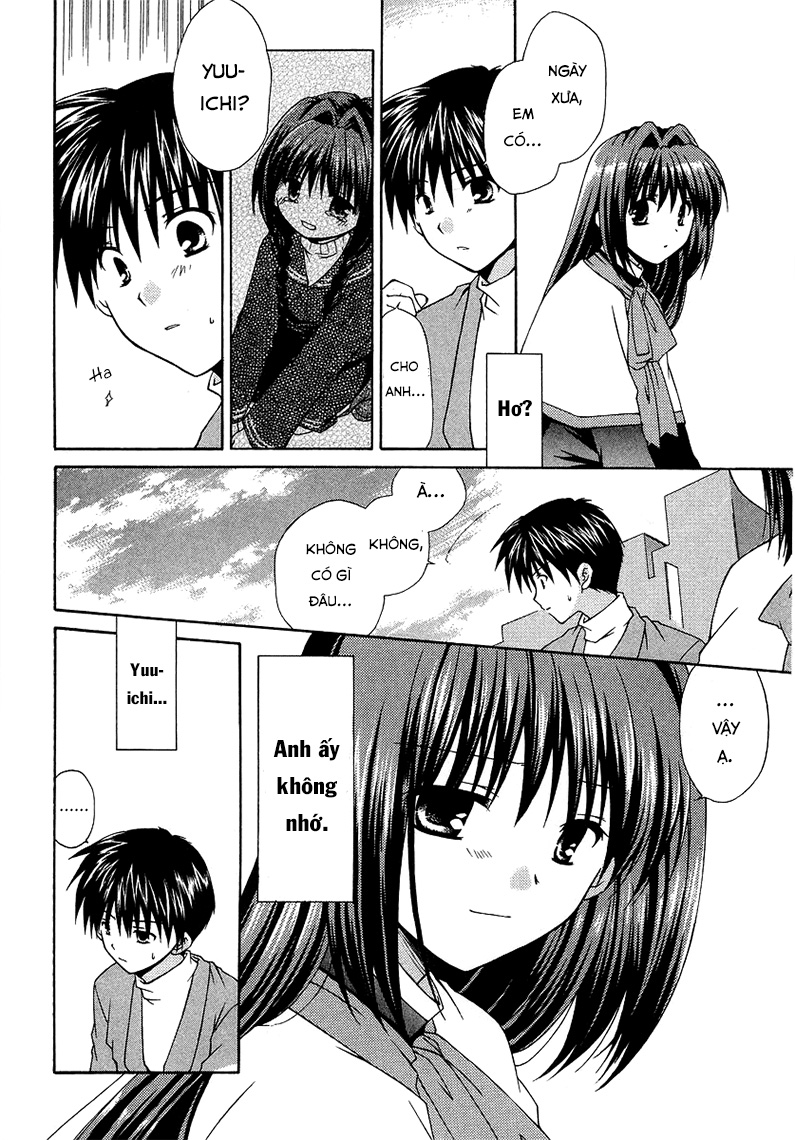 NGÀY
XƯA,
EM
CÓ...
CHO
ANH...
Hơ?
YUU-
ICHI?
Ha
À...
KHÔNG,
KHÔNG
CÓ GÌ
ĐÂU...
...
VẬY
Ạ.
Anh ấy
không
nhớ.
Yuu-
ichi...
......